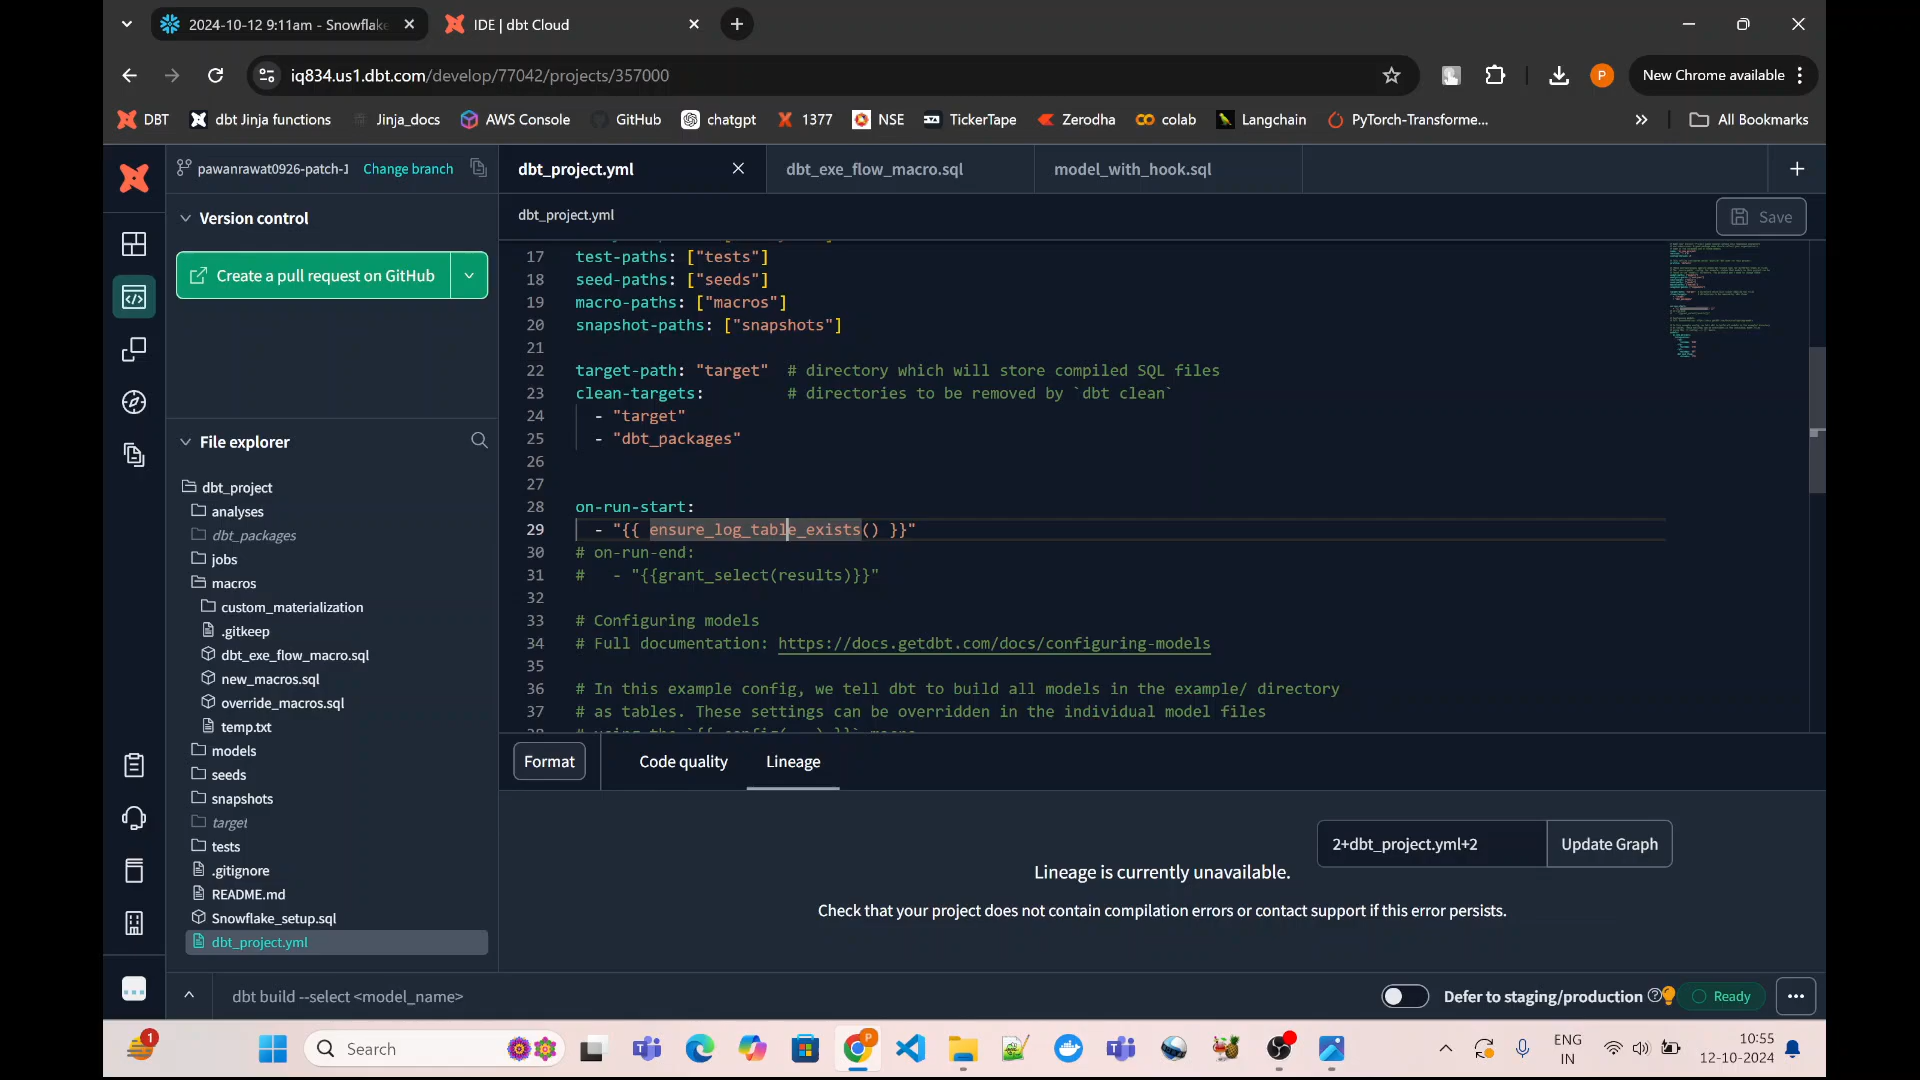 2024-10-12 9:11am - Snowflake
IDE | dbt Cloud
iq834.us1.dbt.com/develop/77042/projects/357000
P
New Chrome available
DBT
dbt Jinja functions
Jinja_docs
AWS Console
GitHub
chatgpt
1377
NSE
TickerTape
Zerodha
colab
Langchain
PyTorch-Transforme...
All Bookmarks
pawanrawat0926-patch-1
Change branch
dbt_project.yml
dbt_exe_flow_macro.sql
model_with_hook.sql
Version control
dbt_project.yml
Save
Create a pull request on GitHub
17 test-paths: ["tests"]
18 seed-paths: ["seeds"]
19 macro-paths: ["macros"]
20 snapshot-paths: ["snapshots"]
21
22 target-path: "target"  # directory which will store compiled SQL files
23 clean-targets:         # directories to be removed by `dbt clean`
24   - "target"
25   - "dbt_packages"
26
27
28 on-run-start:
29   - "{{ ensure_log_table_exists() }}"
30 # on-run-end:
31 #   - "{{grant_select(results)}}"
32
33 # Configuring models
34 # Full documentation: https://docs.getdbt.com/docs/configuring-models
35
36 # In this example config, we tell dbt to build all models in the example/ directory
37 # as tables. These settings can be overridden in the individual model files
File explorer
dbt_project
analyses
dbt_packages
jobs
macros
custom_materialization
.gitkeep
dbt_exe_flow_macro.sql
new_macros.sql
override_macros.sql
temp.txt
models
seeds
snapshots
target
tests
.gitignore
README.md
Snowflake_setup.sql
dbt_project.yml
Format
Code quality
Lineage
2+dbt_project.yml+2
Update Graph
Lineage is currently unavailable.
Check that your project does not contain compilation errors or contact support if this error persists.
dbt build --select <model_name>
Defer to staging/production
Ready
1
Search
P
ENG
IN
10:55
12-10-2024